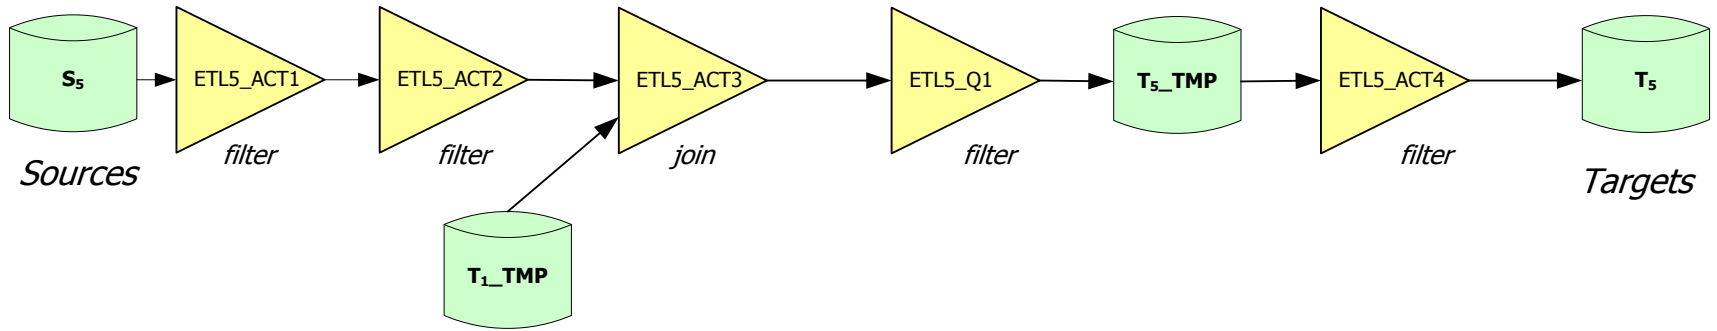 S₅
ETL5_ACT1
ETL5_ACT2
ETL5_ACT3
ETL5_Q1
T₅_TMP
ETL5_ACT4
T₅
filter
filter
join
filter
filter
Sources
Targets
T₁_TMP